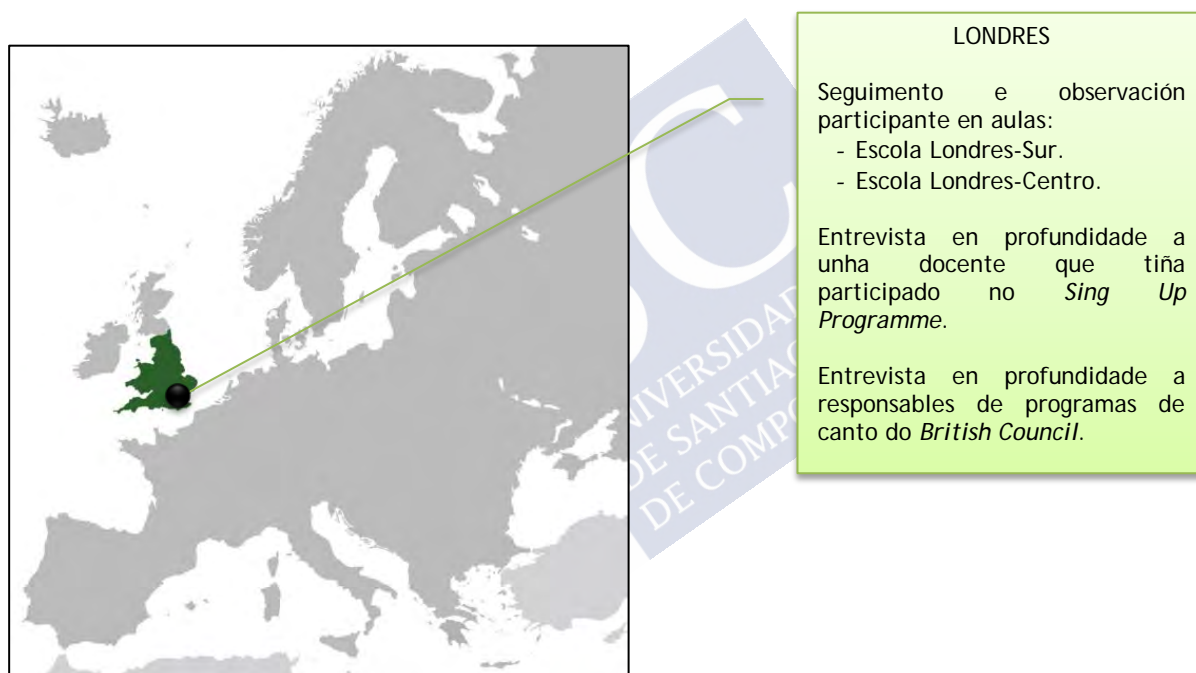 LONDRES
Seguimento e observación
participante en aulas:
- Escola Londres-Sur.
- Escola Londres-Centro.
Entrevista en profundidade a
unha docente que tiña
participado no Sing Up
Programme.
Entrevista en profundidade a
responsables de programas de
canto do British Council.